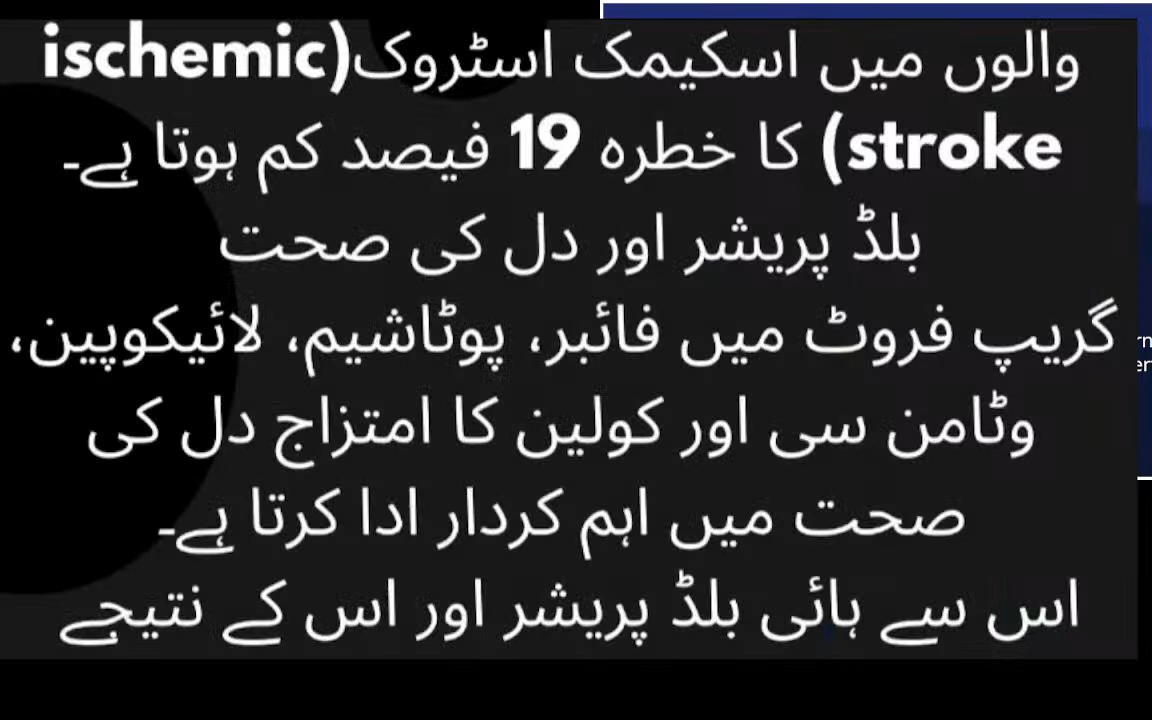 والوں میں اسکیمک اسٹروک(ischemic
stroke) کا خطرہ 19 فیصد کم ہوتا ہے۔
بلڈ پریشر اور دل کی صحت
گریپ فروٹ میں فائبر، پوٹاشیم، لائیکوپین،
وٹامن سی اور کولین کا امتزاج دل کی
صحت میں اہم کردار ادا کرتا ہے۔
اس سے ہائی بلڈ پریشر اور اس کے نتیجے